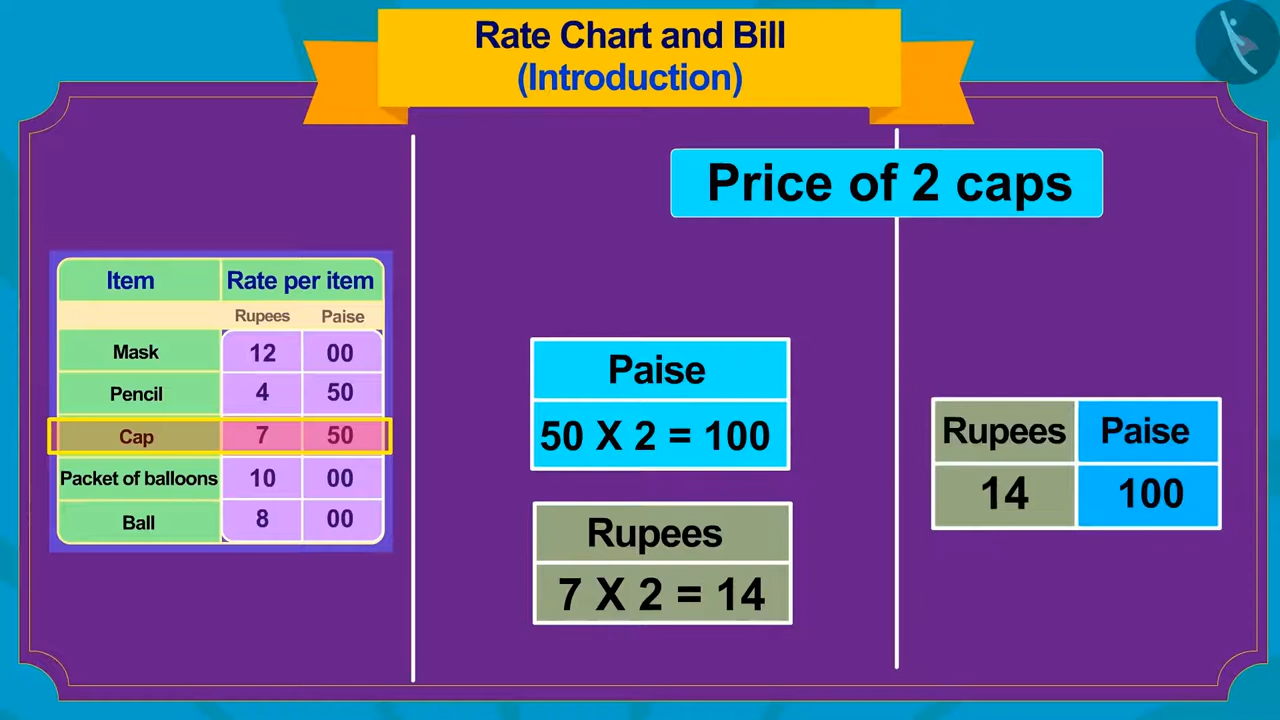 Rate Chart and Bill
(Introduction)
Price of 2 caps
Item Rate per item
Rupees Paise
Mask 12 00
Pencil 4 50
Cap 7 50
Packet of balloons 10 00
Ball 8 00
Paise
50 X 2 = 100
Rupees
7 X 2 = 14
Rupees Paise
14 100